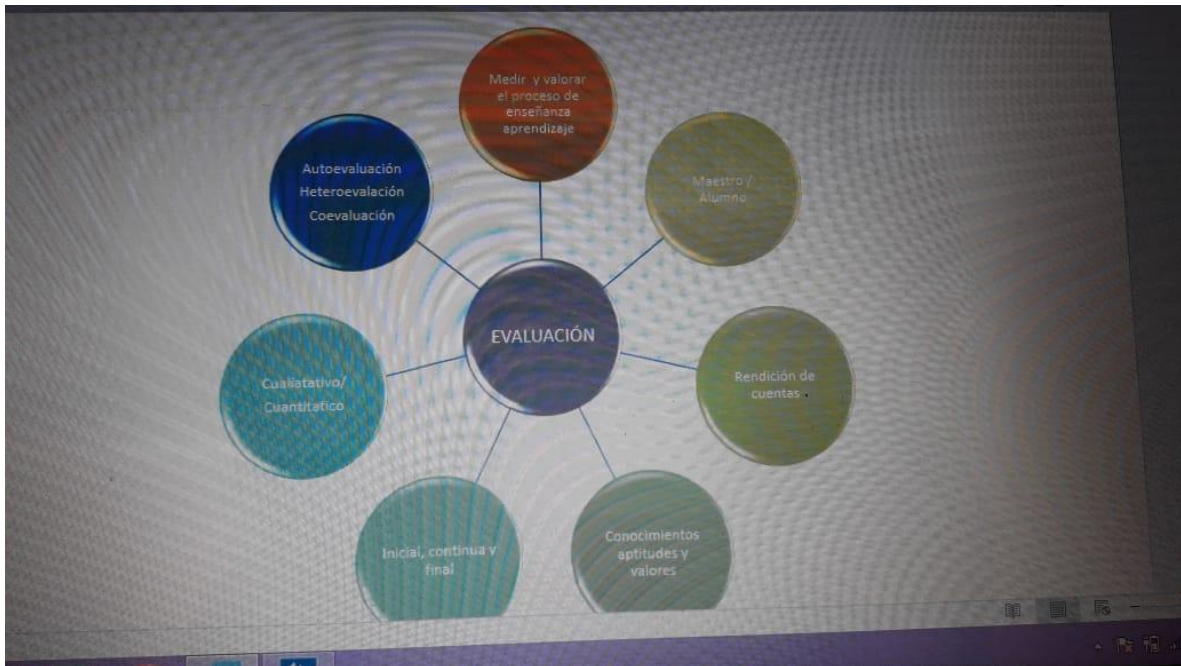 Medir y valorar
el proceso de
enseñanza
aprendizaje
Maestro /
Alumno
Rendición de
cuentas
Conocimientos
aptitudes y
valores
Inicial, continua y
final
Cualiatativo/
Cuantitatico
Autoevaluación
Heteroevalación
Coevaluación
EVALUACIÓN